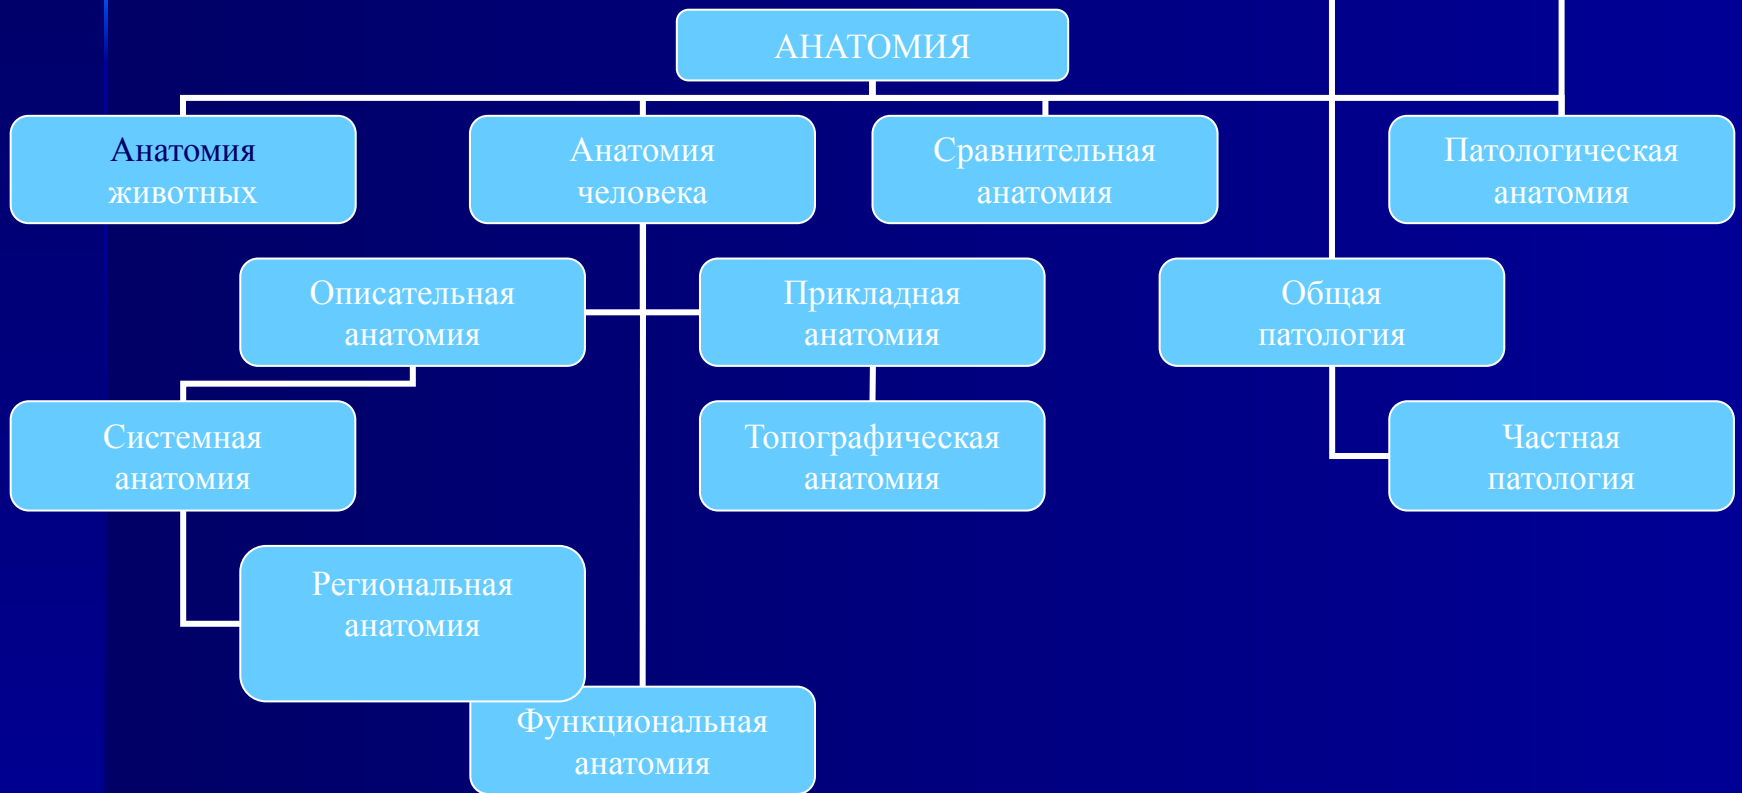 АНАТОМИЯ
Анатомия
животных
Анатомия
человека
Сравнительная
анатомия
Патологическая
анатомия
Описательная
анатомия
Прикладная
анатомия
Общая
патология
Системная
анатомия
Топографическая
анатомия
Частная
патология
Региональная
анатомия
Функциональная
анатомия